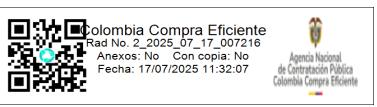 Colombia Compra Eficiente
Rad No. 2_2025_07_17_007216
Anexos: No Con copia: No
Fecha: 17/07/2025 11:32:07
Agencia Nacional
de Contratación Pública
Colombia Compra Eficiente